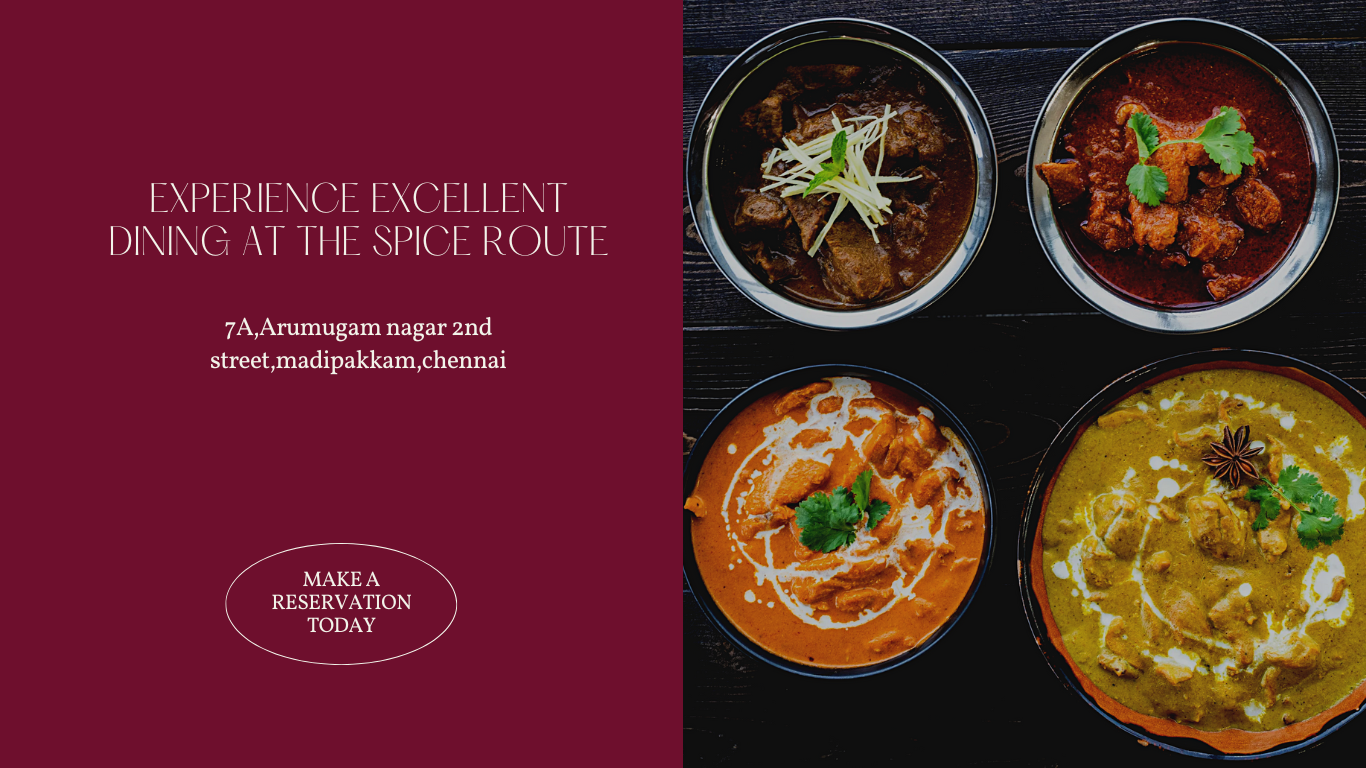 EXPERIENCE EXCELLENT
DINING AT THE SPICE ROUTE
7A,Arumugam nagar 2nd
street,madipakkam,chennai
MAKE A
RESERVATION
TODAY